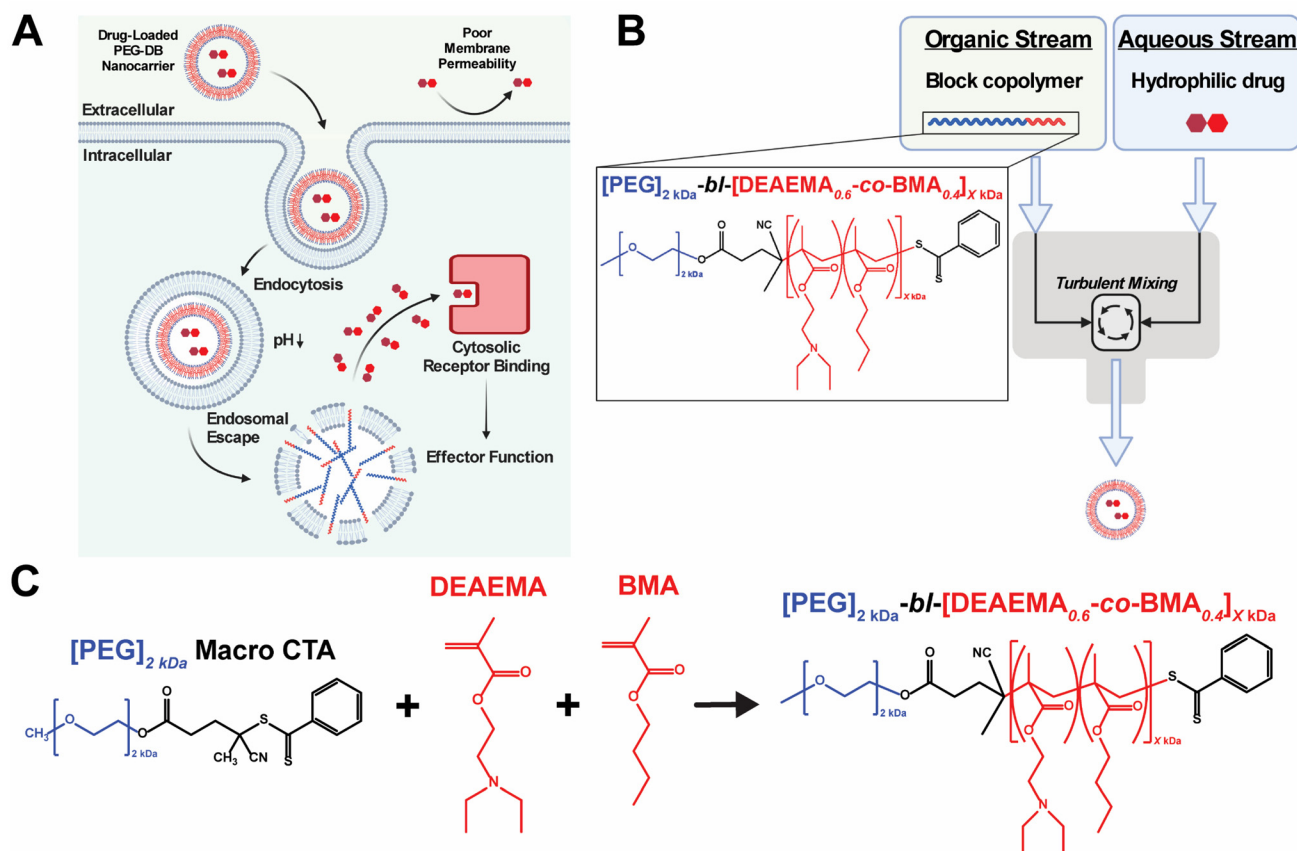 A
Drug-Loaded
PEG-DB
Nanocarrier
Poor
Membrane
Permeability
Extracellular
Intracellular
Endocytosis
pH↓
Cytosolic
Receptor Binding
Endosomal
Escape
Effector Function
B
Organic Stream
Block copolymer
Aqueous Stream
Hydrophilic drug
[PEG]2 kDa-bl-[DEAEMA0.6-co-BMA0.4]X kDa
O
2 kDa
O
O
NC
O
O
O
O
N
X kDa
S
S
Turbulent Mixing
C
[PEG]2 kDa Macro CTA
CH3
O
2 kDa
O
O
S
CH3
CN
S
+
DEAEMA
O
O
N
+
BMA
O
O
[PEG]2 kDa-bl-[DEAEMA0.6-co-BMA0.4]X kDa
O
2 kDa
O
O
NC
O
O
O
O
N
X kDa
S
S